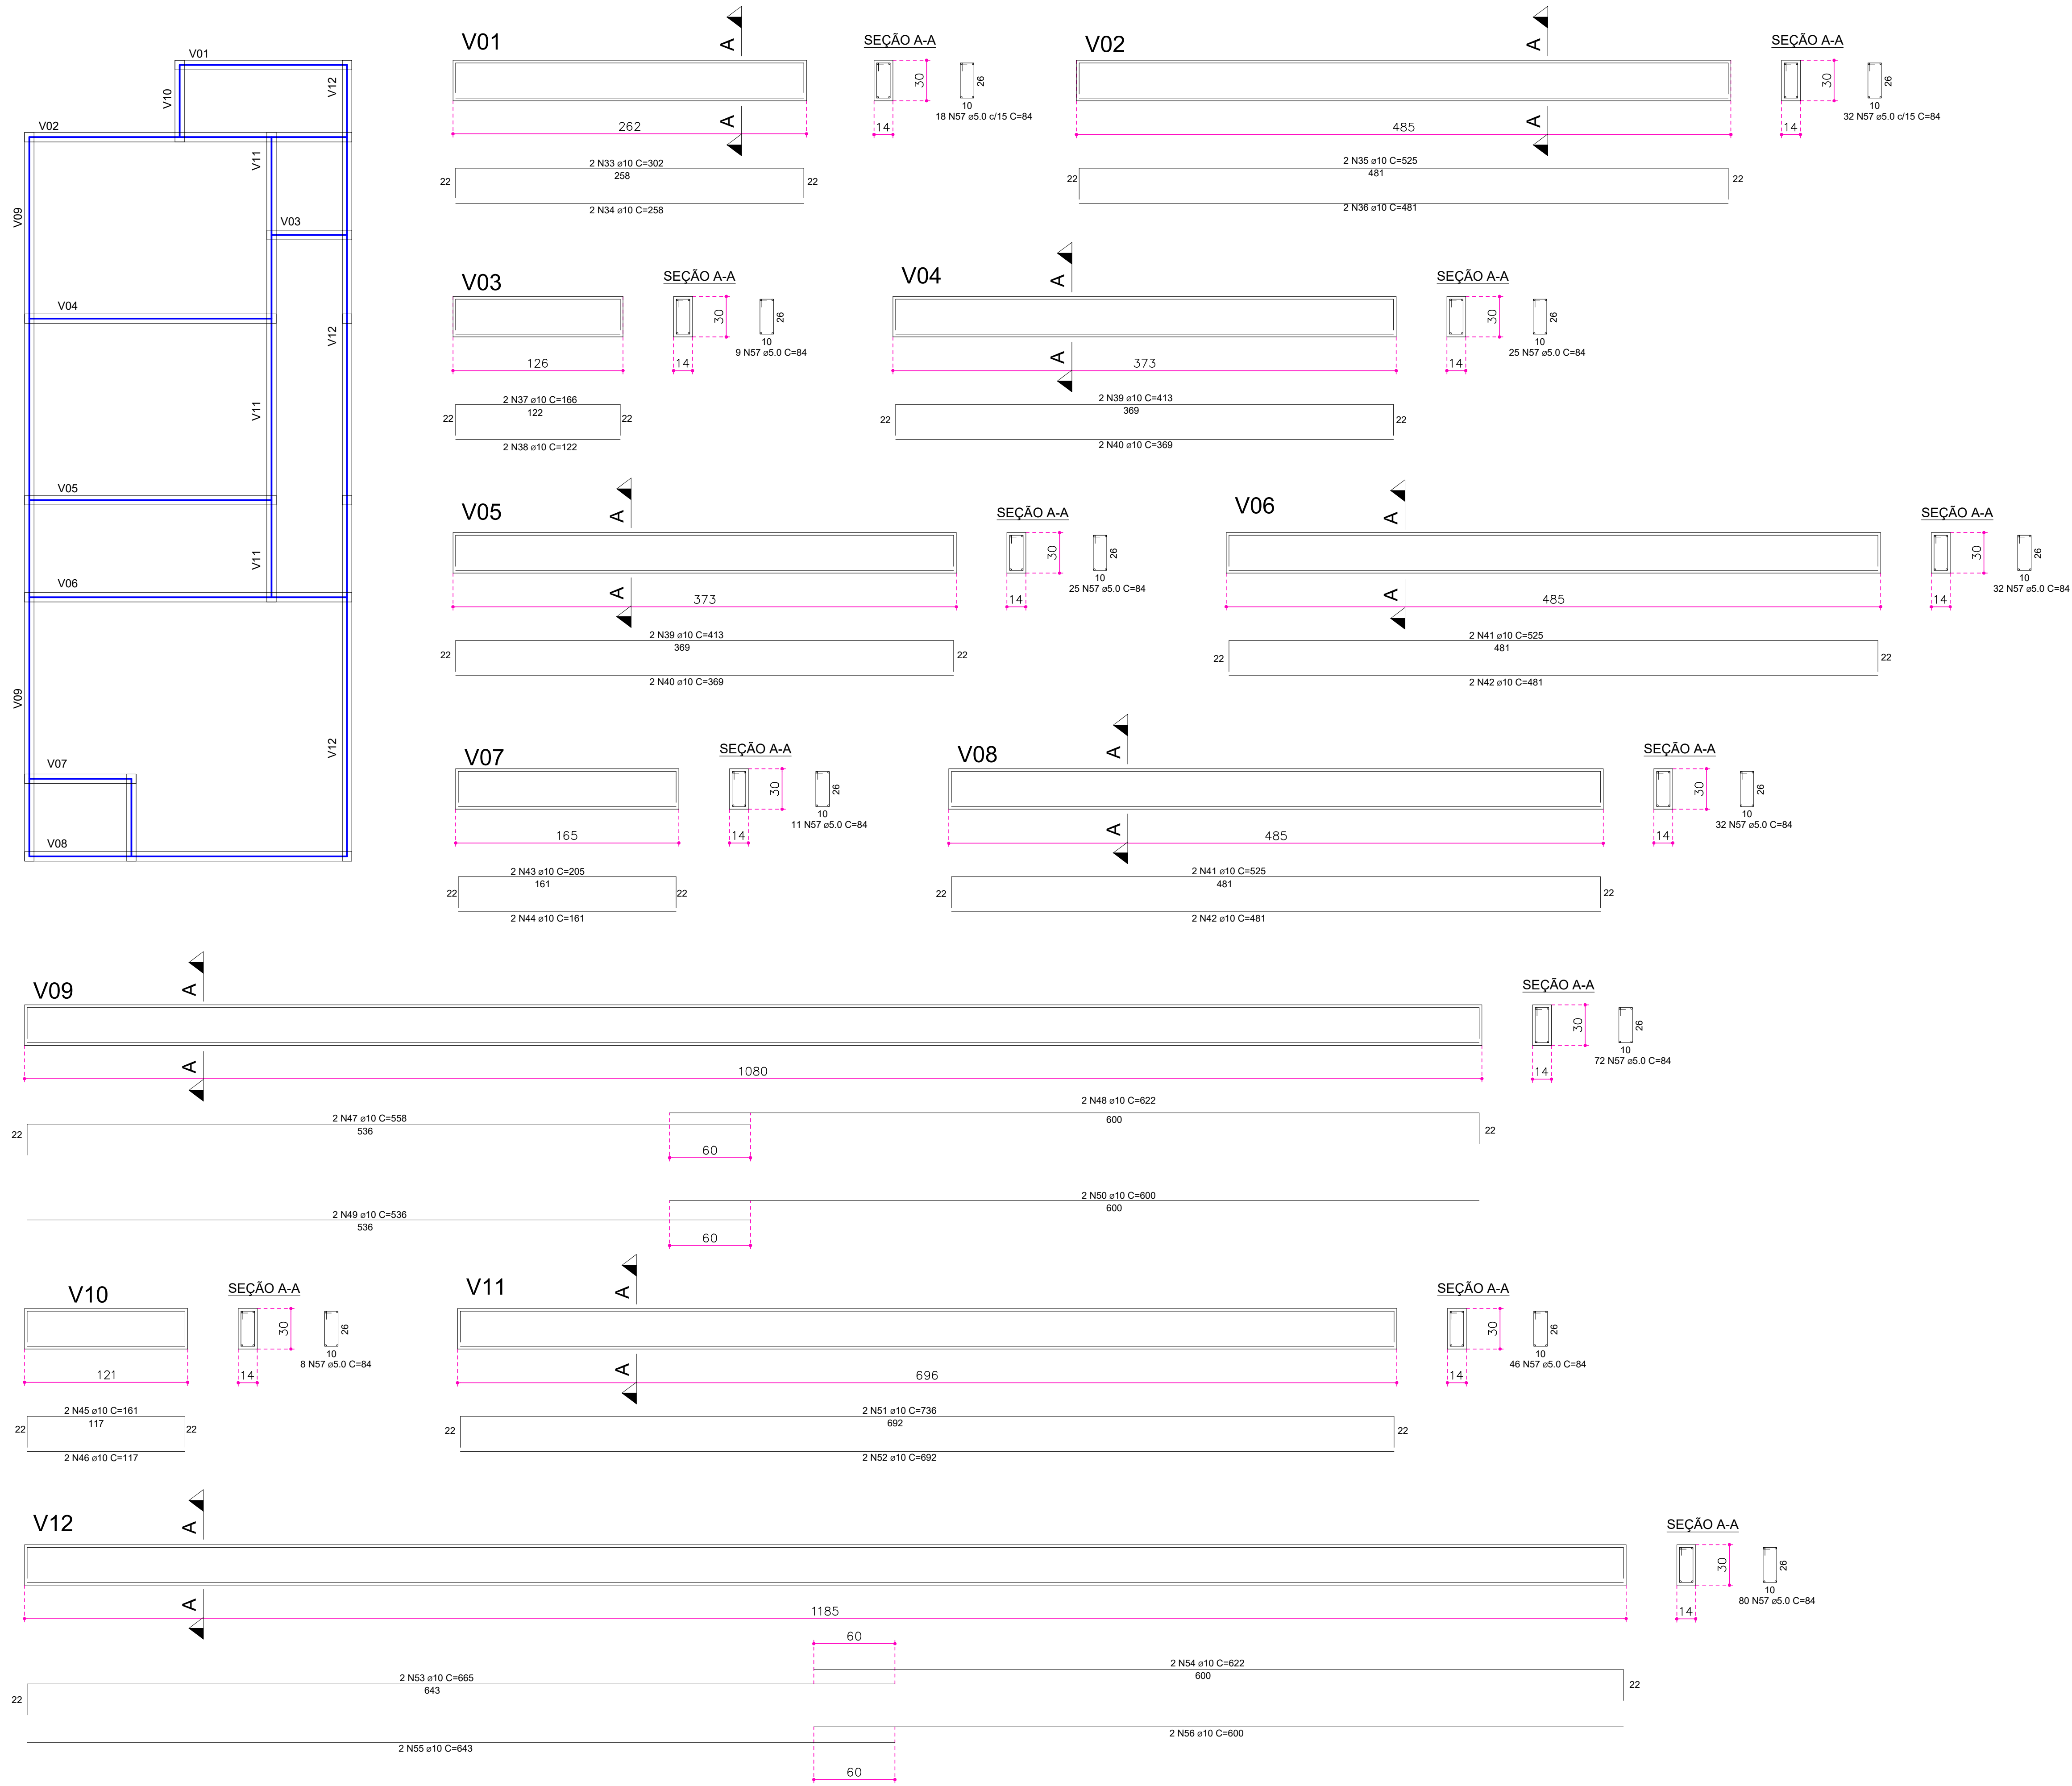 V01
V10
V12
V02
V11
V09
V03
V04
V12
V11
V05
V11
V06
V09
V12
V07
V08
V01
A
A
262
SEÇÃO A-A
30
14
26
10
18 N57 ø5.0 c/15 C=84
2 N33 ø10 C=302
258
22
22
2 N34 ø10 C=258
V02
A
A
485
SEÇÃO A-A
30
14
26
10
32 N57 ø5.0 c/15 C=84
2 N35 ø10 C=525
481
22
22
2 N36 ø10 C=481
V03
126
SEÇÃO A-A
30
14
26
10
9 N57 ø5.0 C=84
2 N37 ø10 C=166
122
22
22
2 N38 ø10 C=122
V04
A
A
373
SEÇÃO A-A
30
14
26
10
25 N57 ø5.0 C=84
2 N39 ø10 C=413
369
22
22
2 N40 ø10 C=369
V05
A
A
373
SEÇÃO A-A
30
14
26
10
25 N57 ø5.0 C=84
2 N39 ø10 C=413
369
22
22
2 N40 ø10 C=369
V06
A
A
485
SEÇÃO A-A
30
14
26
10
32 N57 ø5.0 C=84
2 N41 ø10 C=525
481
22
22
2 N42 ø10 C=481
V07
165
SEÇÃO A-A
30
14
26
10
11 N57 ø5.0 C=84
2 N43 ø10 C=205
161
22
22
2 N44 ø10 C=161
V08
A
A
485
SEÇÃO A-A
30
14
26
10
32 N57 ø5.0 C=84
2 N41 ø10 C=525
481
22
22
2 N42 ø10 C=481
V09
A
A
1080
SEÇÃO A-A
30
14
26
10
72 N57 ø5.0 C=84
2 N47 ø10 C=558
536
22
2 N48 ø10 C=622
600
22
60
2 N49 ø10 C=536
536
2 N50 ø10 C=600
600
60
V10
121
SEÇÃO A-A
30
14
26
10
8 N57 ø5.0 C=84
2 N45 ø10 C=161
117
22
22
2 N46 ø10 C=117
V11
A
A
696
SEÇÃO A-A
30
14
26
10
46 N57 ø5.0 C=84
2 N51 ø10 C=736
692
22
22
2 N52 ø10 C=692
V12
A
A
1185
SEÇÃO A-A
30
14
26
10
80 N57 ø5.0 C=84
60
2 N53 ø10 C=665
643
22
2 N54 ø10 C=622
600
22
2 N55 ø10 C=643
2 N56 ø10 C=600
60